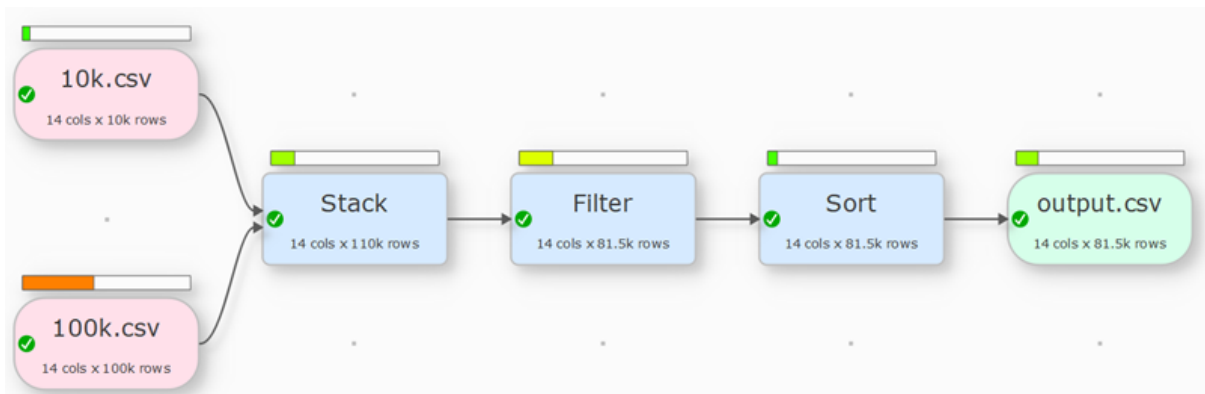 10k.csv
14 cols x 10k rows
100k.csv
14 cols x 100k rows
Stack
14 cols x 110k rows
Filter
14 cols x 81.5k rows
Sort
14 cols x 81.5k rows
output.csv
14 cols x 81.5k rows